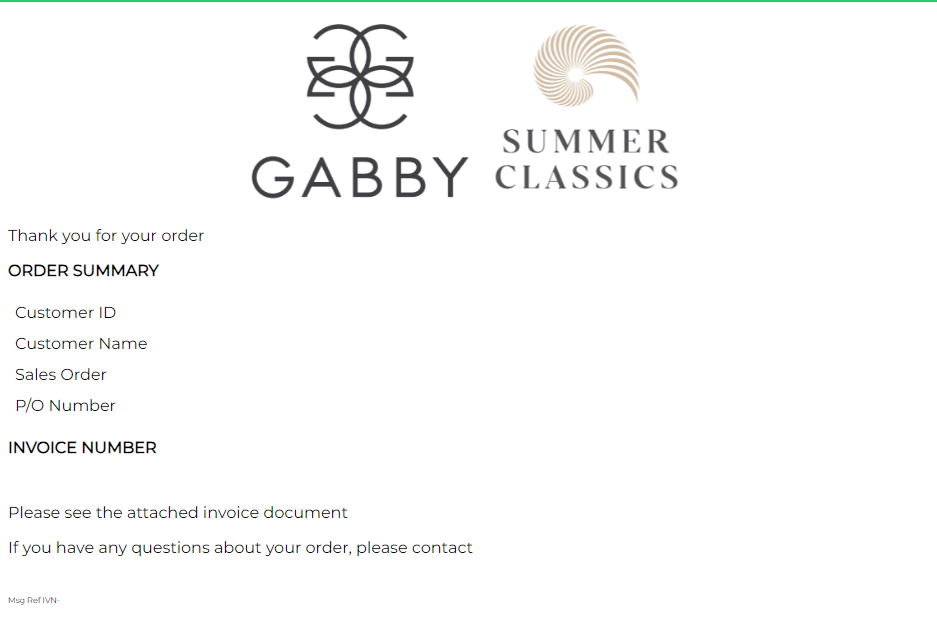 GABBY
SUMMER
CLASSICS
Thank you for your order
ORDER SUMMARY
Customer ID
Customer Name
Sales Order
P/O Number
INVOICE NUMBER
Please see the attached invoice document
If you have any questions about your order, please contact
Msg Ref IVN-